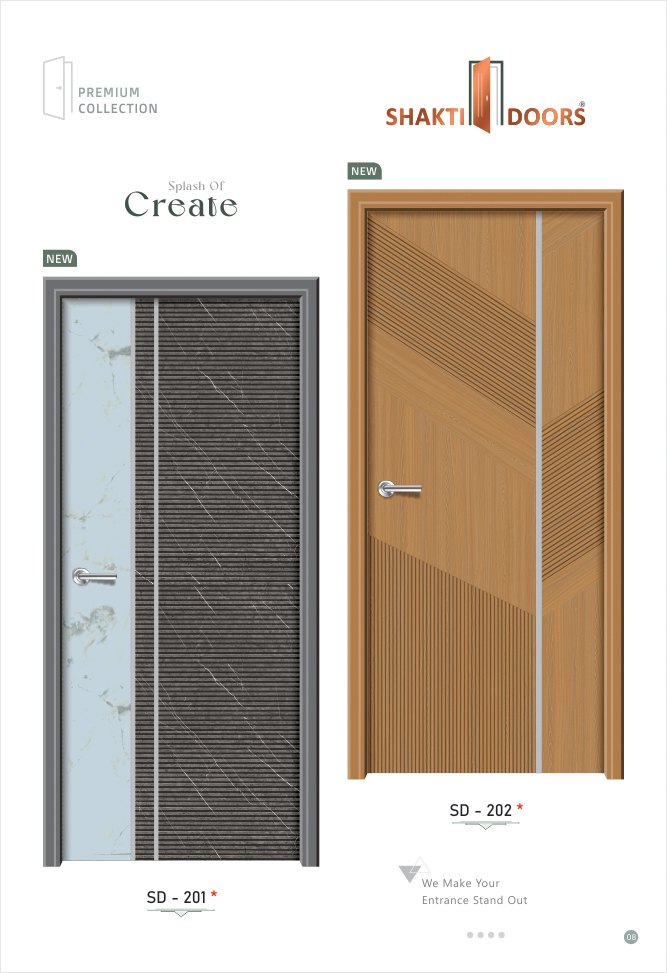 PREMIUM
COLLECTION
SHAKTI DOORS®
Splash Of
Create
NEW
NEW
SD - 201 *
SD - 202 *
We Make Your
Entrance Stand Out
08